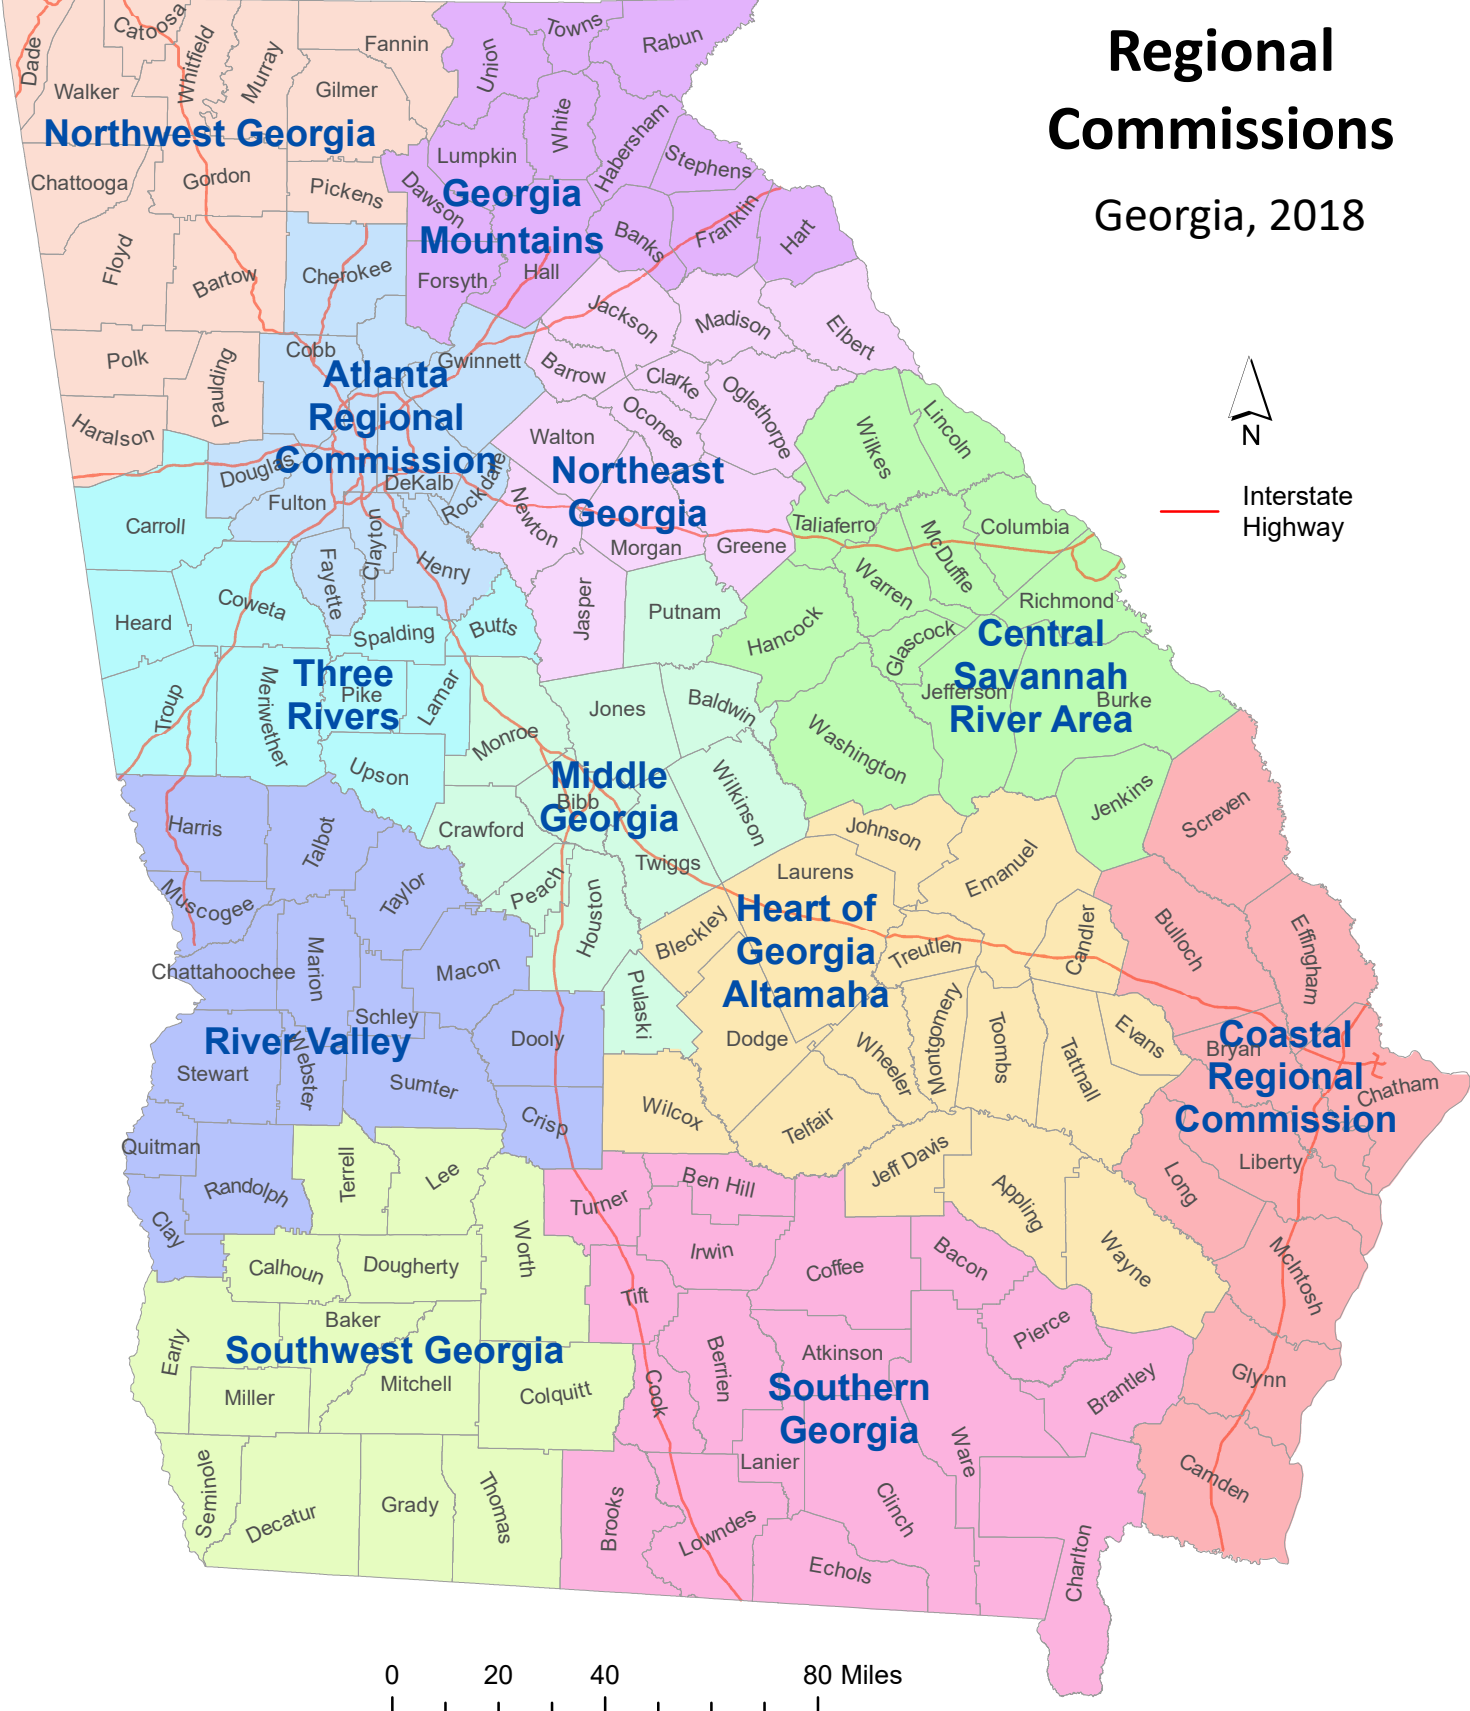 Regional
Commissions
Georgia, 2018
N
Interstate
Highway
Dade
Catoosa
Whitfield
Murray
Fannin
Walker
Gilmer
Northwest Georgia
Chattooga
Gordon
Pickens
Floyd
Bartow
Polk
Paulding
Haralson
Union
Towns
Rabun
White
Habersham
Lumpkin
Stephens
Dawson
Georgia
Mountains
Banks
Franklin
Hart
Forsyth
Hall
Cherokee
Cobb
Gwinnett
Atlanta
Regional
Commission
Douglas
DeKalb
Rockdale
Fulton
Clayton
Fayette
Henry
Jackson
Madison
Elbert
Barrow
Clarke
Oglethorpe
Oconee
Walton
Northeast
Georgia
Newton
Morgan
Greene
Jasper
Wilkes
Lincoln
Taliaferro
McDuffie
Columbia
Warren
Richmond
Hancock
Glascock
Central
Savannah
River Area
Jefferson
Burke
Washington
Jenkins
Carroll
Heard
Coweta
Spalding
Butts
Three
Rivers
Troup
Meriwether
Pike
Lamar
Upson
Putnam
Jones
Baldwin
Monroe
Middle
Georgia
Bibb
Wilkinson
Crawford
Twiggs
Peach
Houston
Pulaski
Harris
Talbot
Taylor
Muscogee
Chattahoochee
Marion
Macon
Schley
River Valley
Dooly
Stewart
Webster
Sumter
Crisp
Quitman
Randolph
Clay
Johnson
Laurens
Emanuel
Heart of
Georgia
Altamaha
Bleckley
Treutlen
Candler
Dodge
Wheeler
Montgomery
Toombs
Tattnall
Evans
Wilcox
Telfair
Jeff Davis
Appling
Wayne
Screven
Bulloch
Effingham
Coastal
Regional
Commission
Bryan
Chatham
Liberty
Long
McIntosh
Glynn
Camden
Terrell
Lee
Worth
Calhoun
Dougherty
Baker
Early
Southwest Georgia
Miller
Mitchell
Colquitt
Seminole
Decatur
Grady
Thomas
Turner
Ben Hill
Irwin
Coffee
Bacon
Tift
Pierce
Berrien
Atkinson
Cook
Southern
Georgia
Brantley
Ware
Lanier
Clinch
Brooks
Lowndes
Echols
Charlton
0 20 40 80 Miles